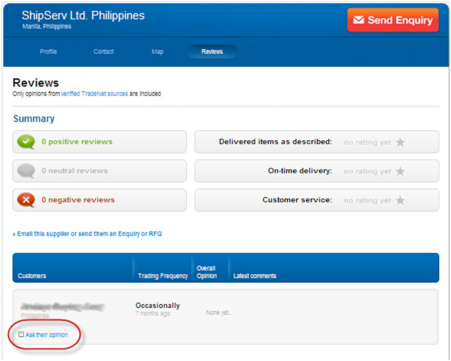 ShipServ Ltd. Philippines
Manila, Philippines
Send Enquiry
Profile Contact Map Reviews
Reviews
Only opinions from verified TradeNet sources are included
Summary
0 positive reviews
Delivered items as described: no rating yet
0 neutral reviews
On-time delivery: no rating yet
0 negative reviews
Customer service: no rating yet
» Email this supplier or send them an Enquiry or RFQ
Customers Trading Frequency Overall Opinion Latest comments
Occasionally
Philippines 7 months ago None yet..
Ask their opinion